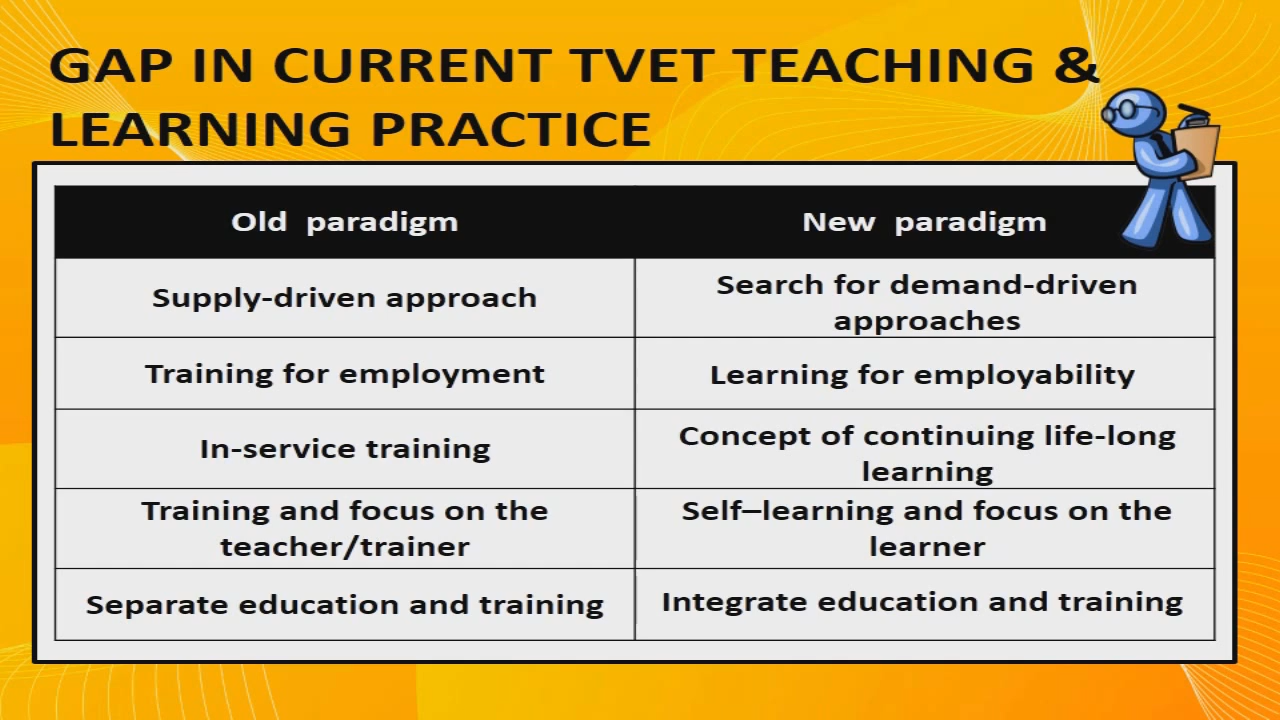 GAP IN CURRENT TVET TEACHING &
LEARNING PRACTICE
Old paradigm
New paradigm
Supply-driven approach
Search for demand-driven
approaches
Training for employment
Learning for employability
In-service training
Concept of continuing life-long
learning
Training and focus on the
teacher/trainer
Self–learning and focus on the
learner
Separate education and training
Integrate education and training